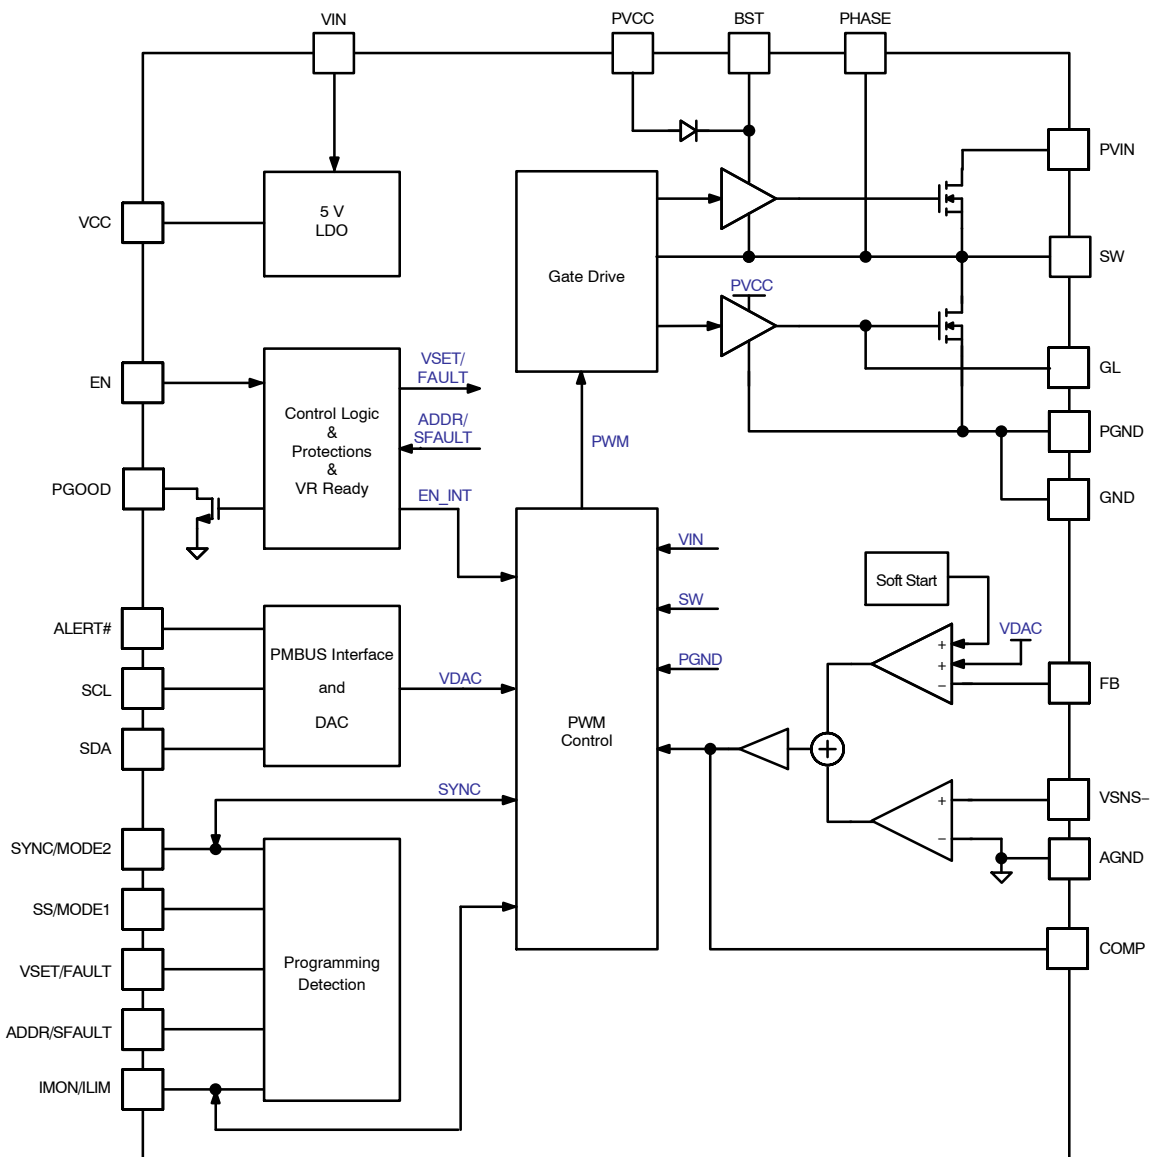 VIN
PVCC
BST
PHASE
PVIN
5 V
LDO
VCC
Gate Drive
SW
PVCC
EN
VSET/
FAULT
GL
Control Logic
&
Protections
&
VR Ready
ADDR/
SFAULT
PWM
PGND
PGOOD
EN_INT
GND
VIN
Soft Start
SW
ALERT#
PMBUS Interface
and
DAC
VDAC
+
+
−
PGND
SCL
VDAC
FB
SDA
PWM
Control
+
SYNC
+
−
VSNS−
SYNC/MODE2
AGND
SS/MODE1
COMP
VSET/FAULT
Programming
Detection
ADDR/SFAULT
IMON/ILIM